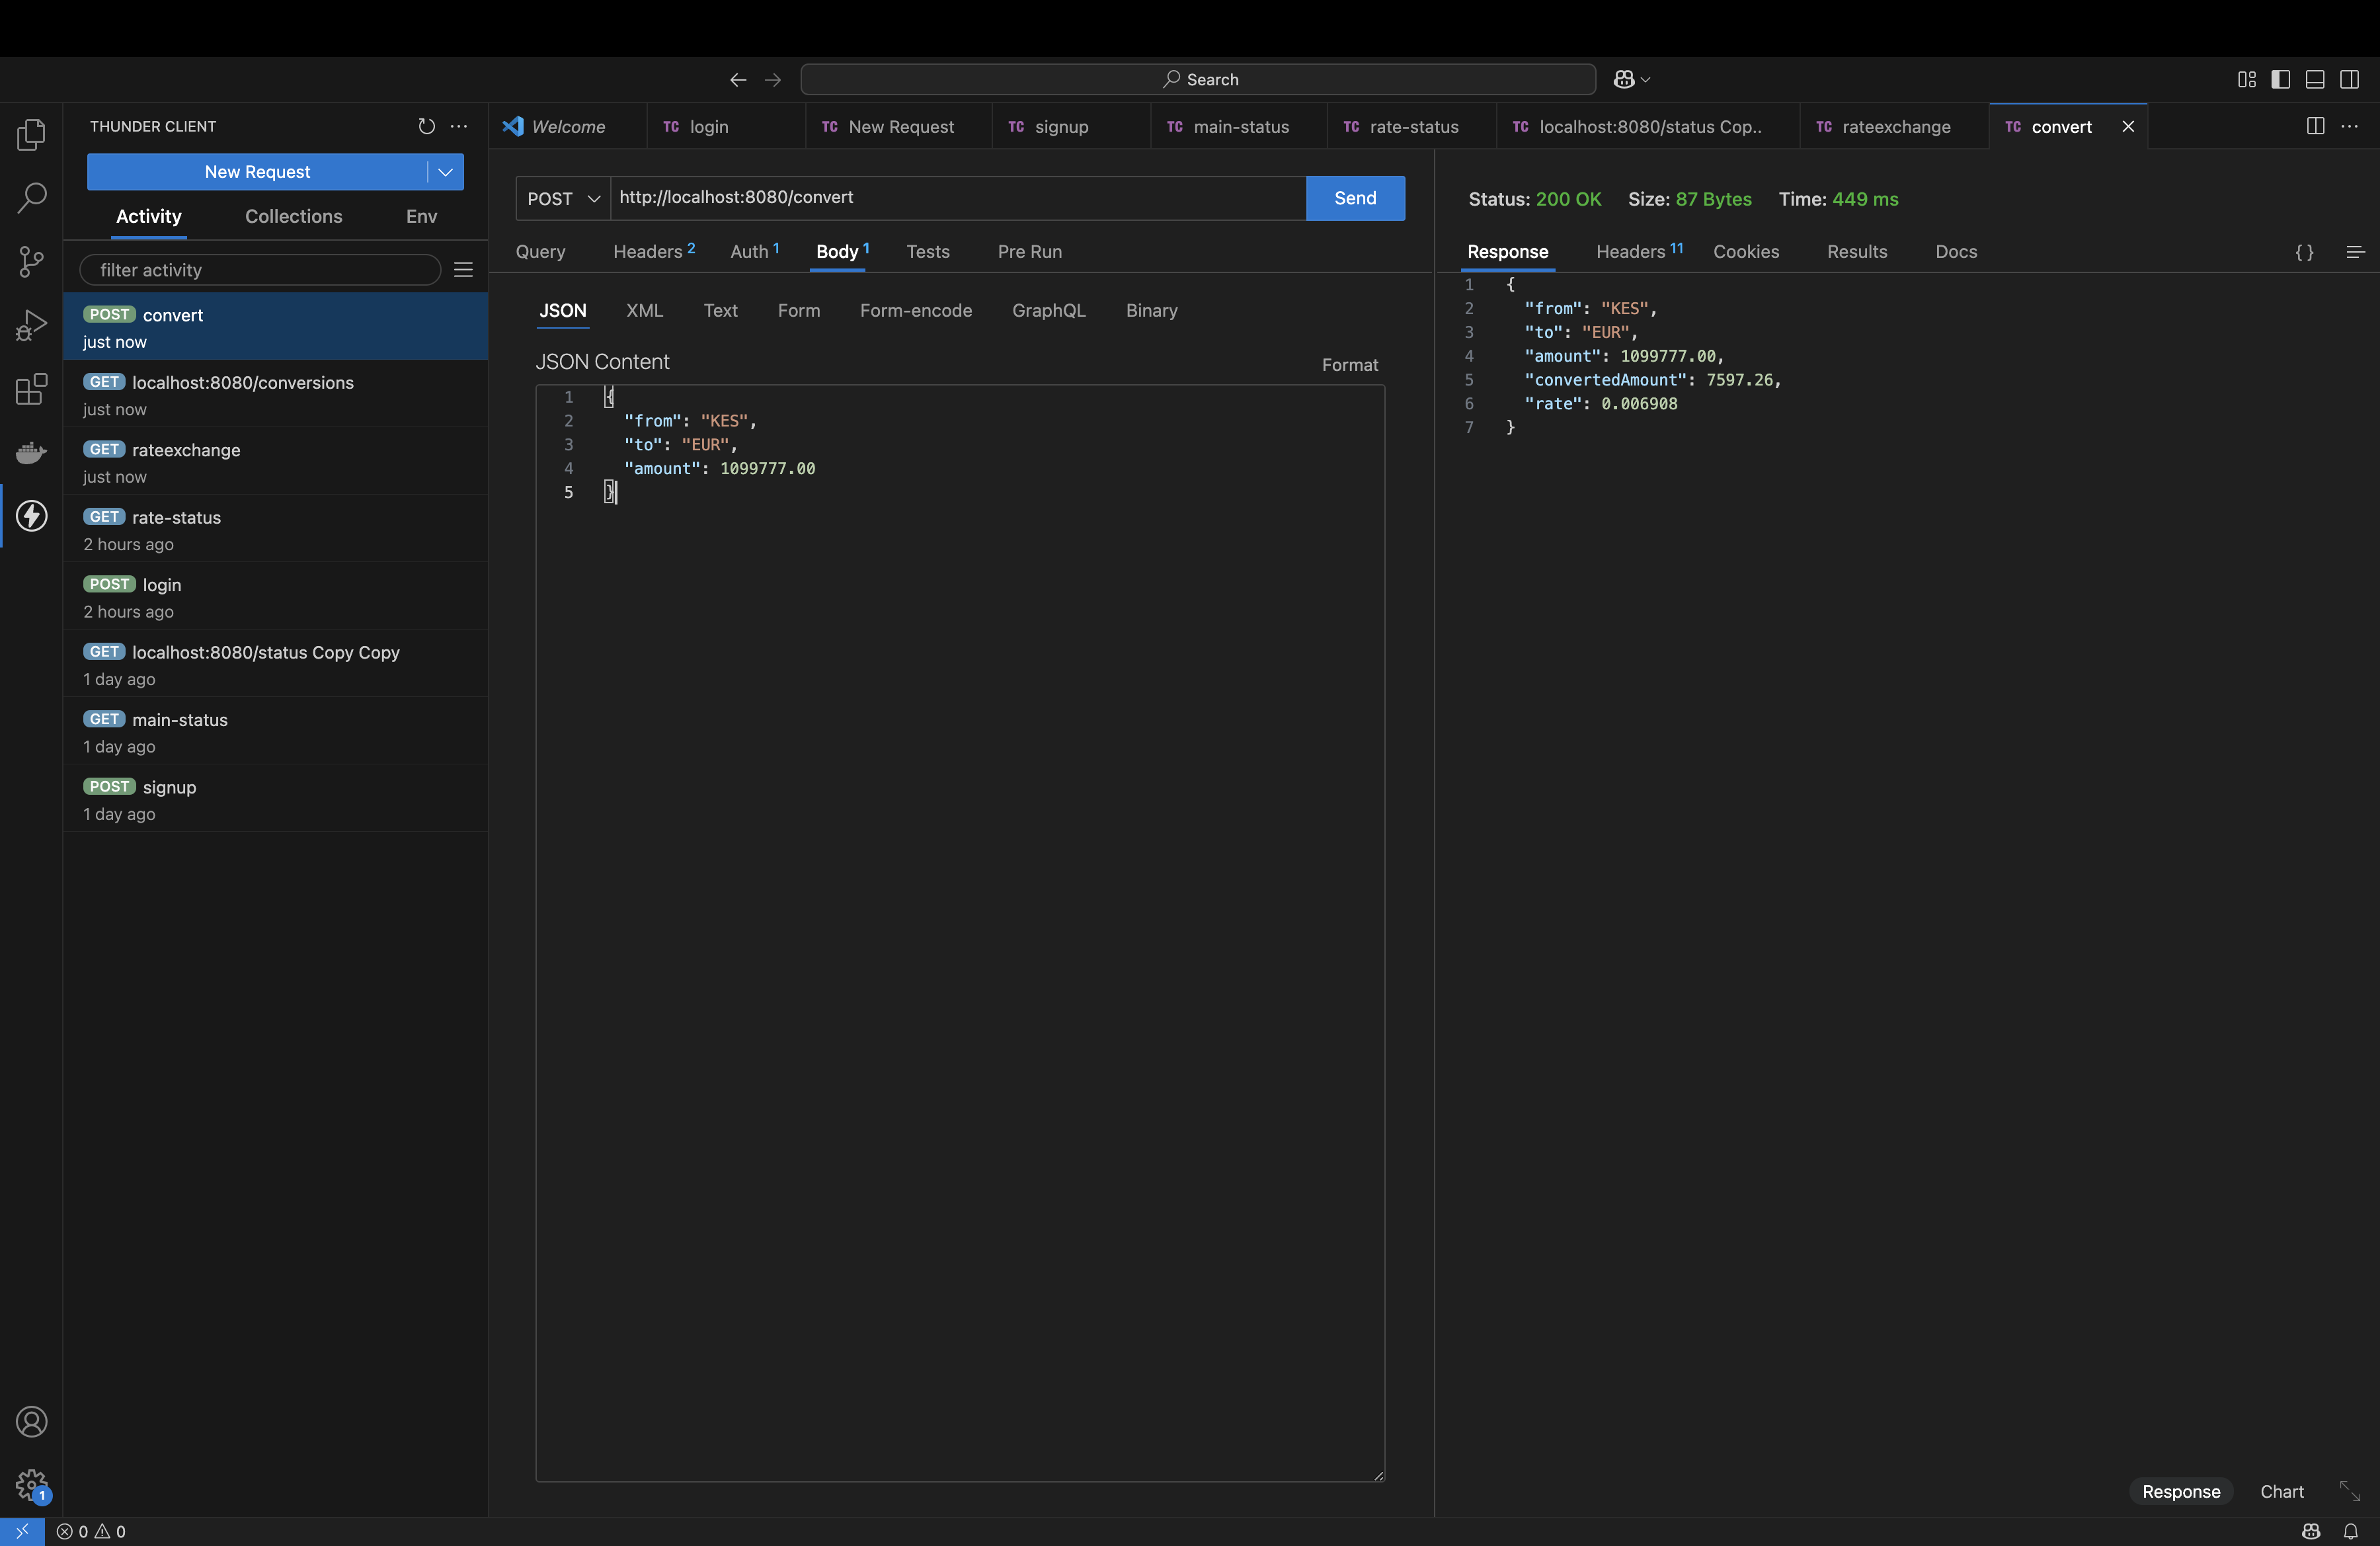 Search
THUNDER CLIENT
New Request
Activity Collections Env
filter activity
POST convert
just now
GET localhost:8080/conversions
just now
GET rateexchange
just now
GET rate-status
2 hours ago
POST login
2 hours ago
GET localhost:8080/status Copy Copy
1 day ago
GET main-status
1 day ago
POST signup
1 day ago
Welcome TC login TC New Request TC signup TC main-status TC rate-status TC localhost:8080/status Cop.. TC rateexchange TC convert
POST http://localhost:8080/convert Send
Query Headers 2 Auth 1 Body 1 Tests Pre Run
JSON XML Text Form Form-encode GraphQL Binary
JSON Content Format
1 {
2 "from": "KES",
3 "to": "EUR",
4 "amount": 1099777.00
5 }
Status: 200 OK Size: 87 Bytes Time: 449 ms
Response Headers 11 Cookies Results Docs { }
1 {
2 "from": "KES",
3 "to": "EUR",
4 "amount": 1099777.00,
5 "convertedAmount": 7597.26,
6 "rate": 0.006908
7 }
Response Chart
1
0 0